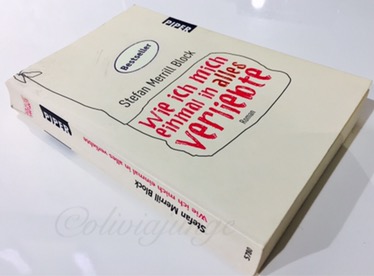 PIPER
Bestseller
Stefan Merrill Block
Wie ich mich
einmal in alles
verliebte
Roman
PIPER
Stefan Merrill Block
Wie ich mich einmal in alles verliebte
@oliviajunge